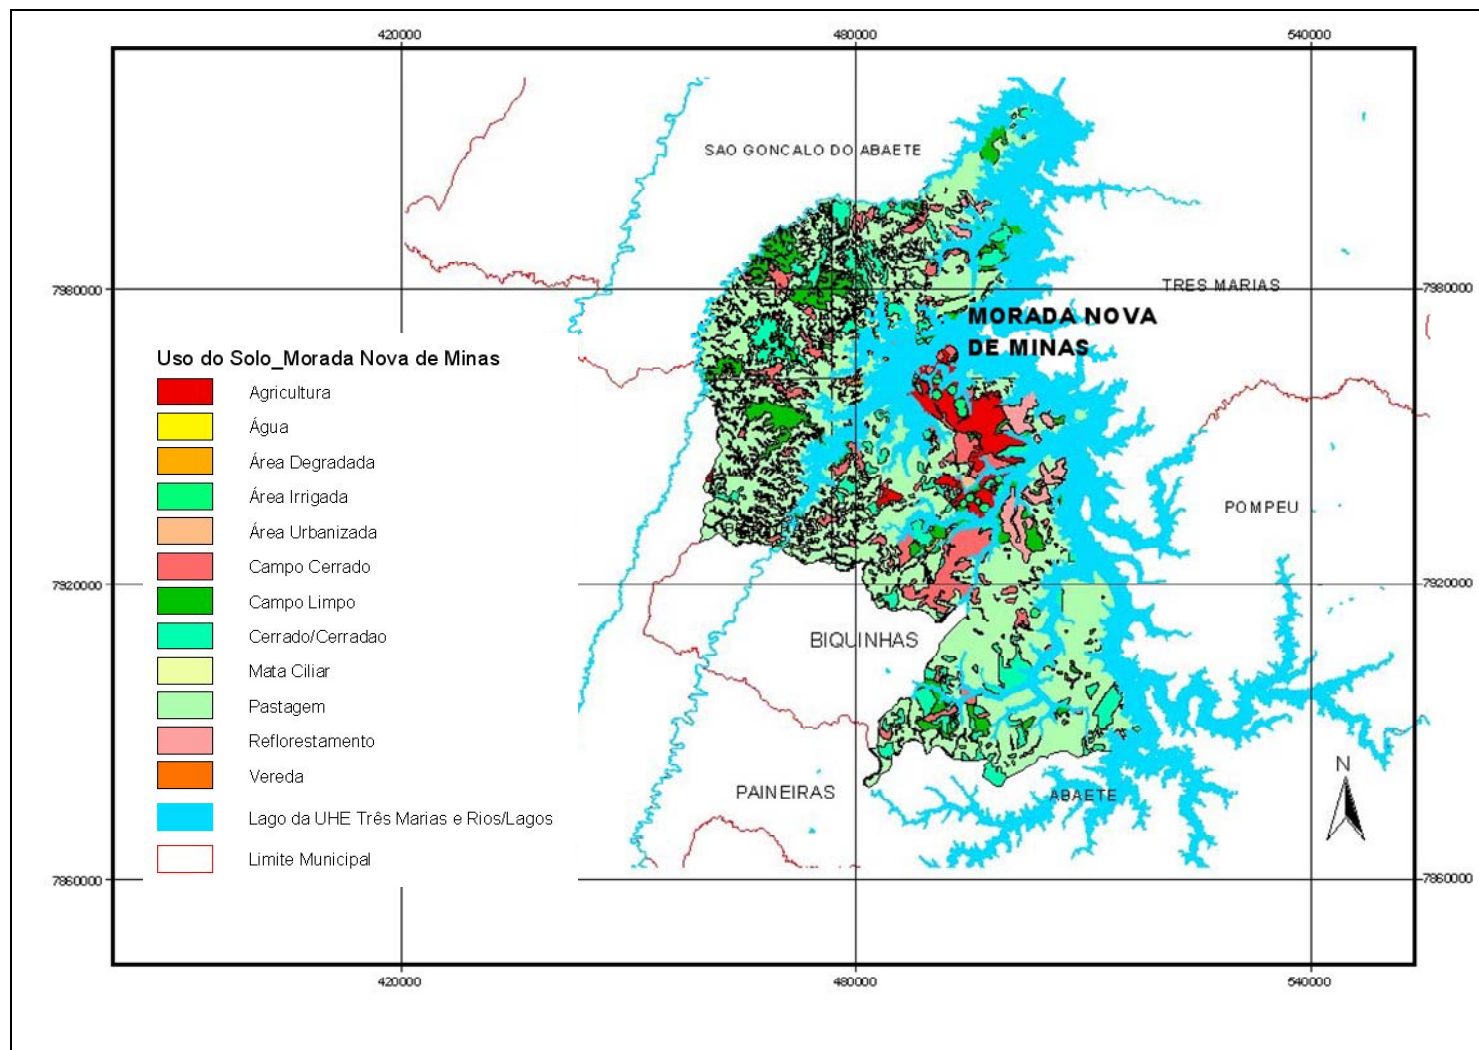 420000 480000 540000
SAO GONCALO DO ABAETE
7980000 TRES MARIAS 7980000
MORADA NOVA
DE MINAS
Uso do Solo_Morada Nova de Minas
Agricultura
Água
Área Degradada
Área Irrigada
Área Urbanizada
Campo Cerrado
Campo Limpo
Cerrado/Cerradao
Mata Ciliar
Pastagem
Reflorestamento
Vereda
Lago da UHE Três Marias e Rios/Lagos
Limite Municipal
POMPEU
7920000 7920000
BIQUINHAS
N
PAINEIRAS
ABAETE
7860000 7860000
420000 480000 540000